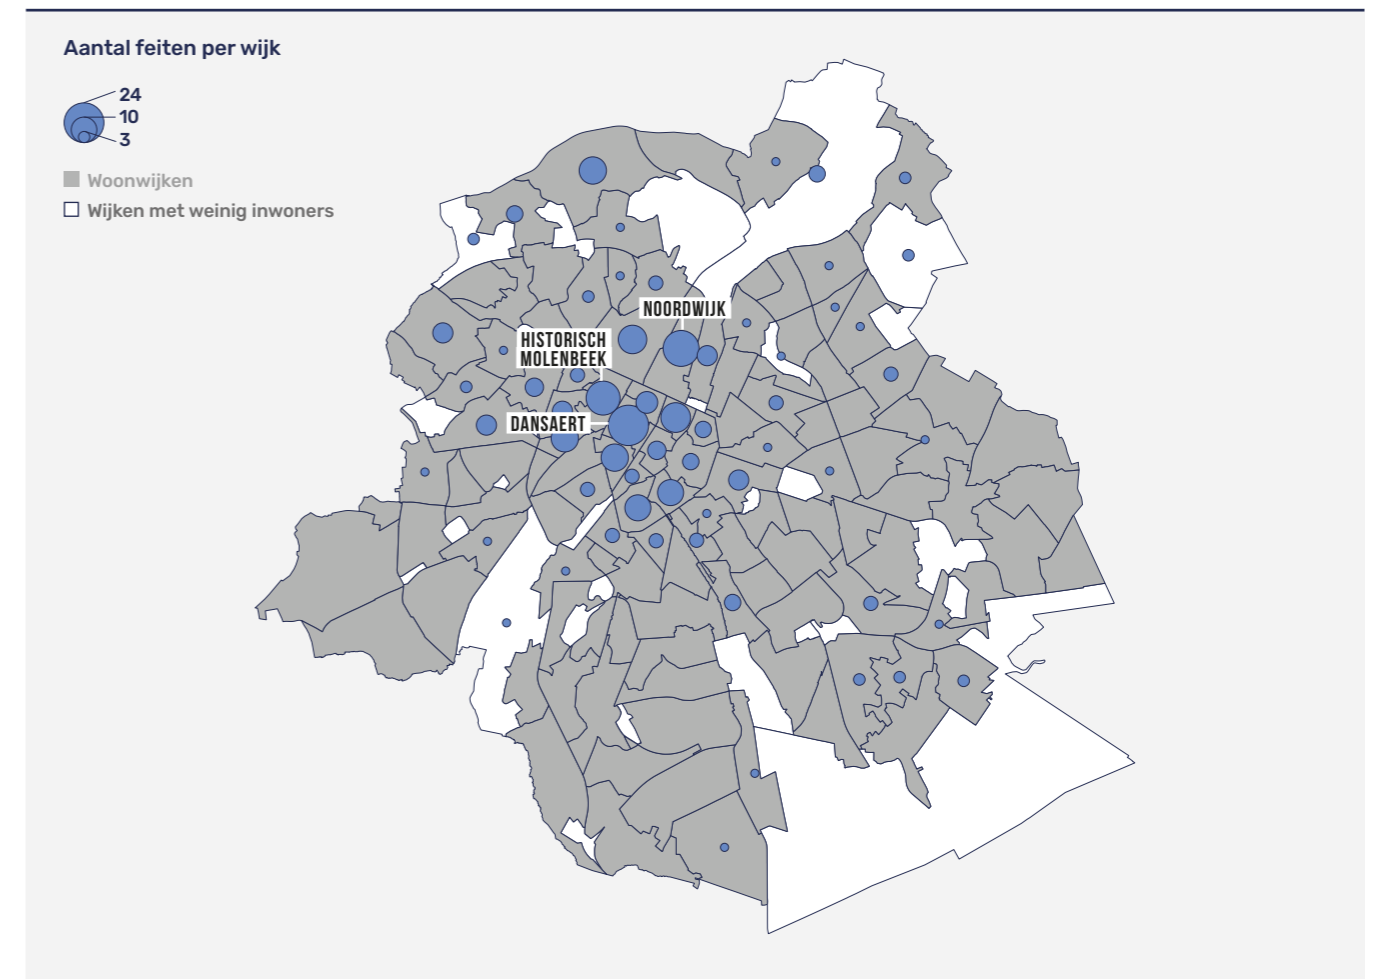 Aantal feiten per wijk
24
10
3
Woonwijken
Wijken met weinig inwoners
NOORDWIJK
HISTORISCH
MOLENBEEK
DANSAERT